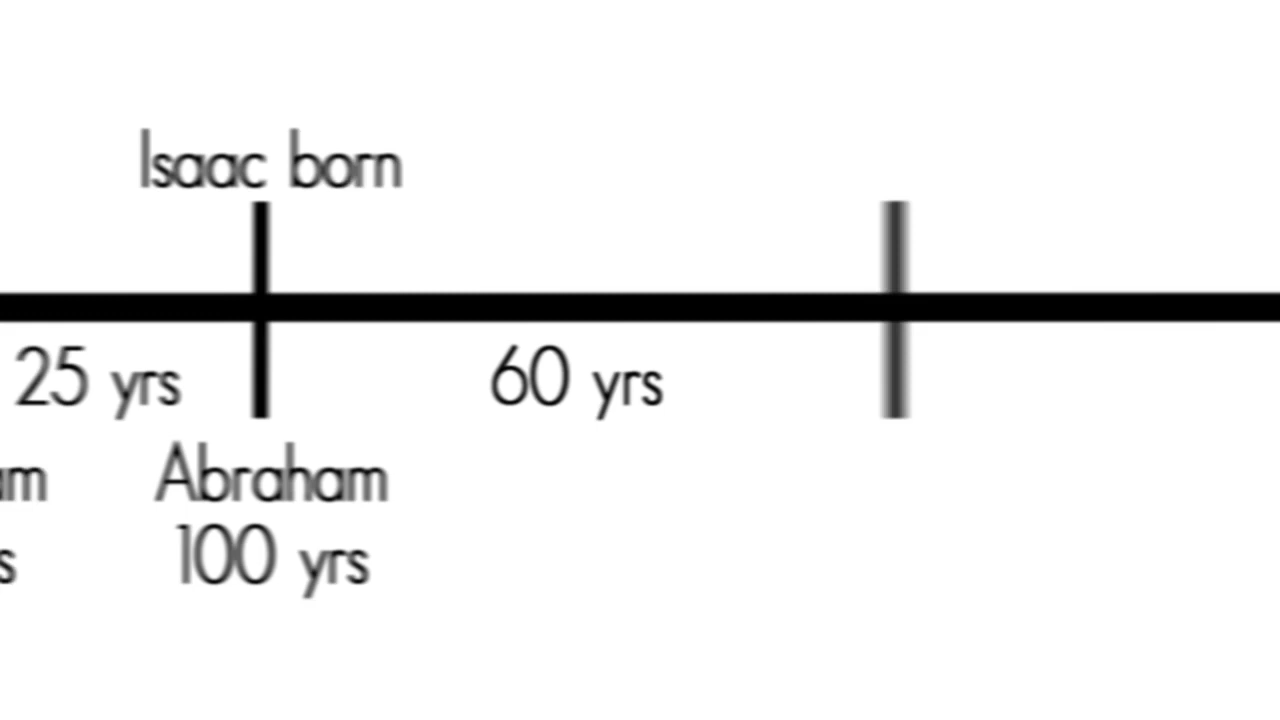 Isaac born
25 yrs
60 yrs
Abraham
100 yrs